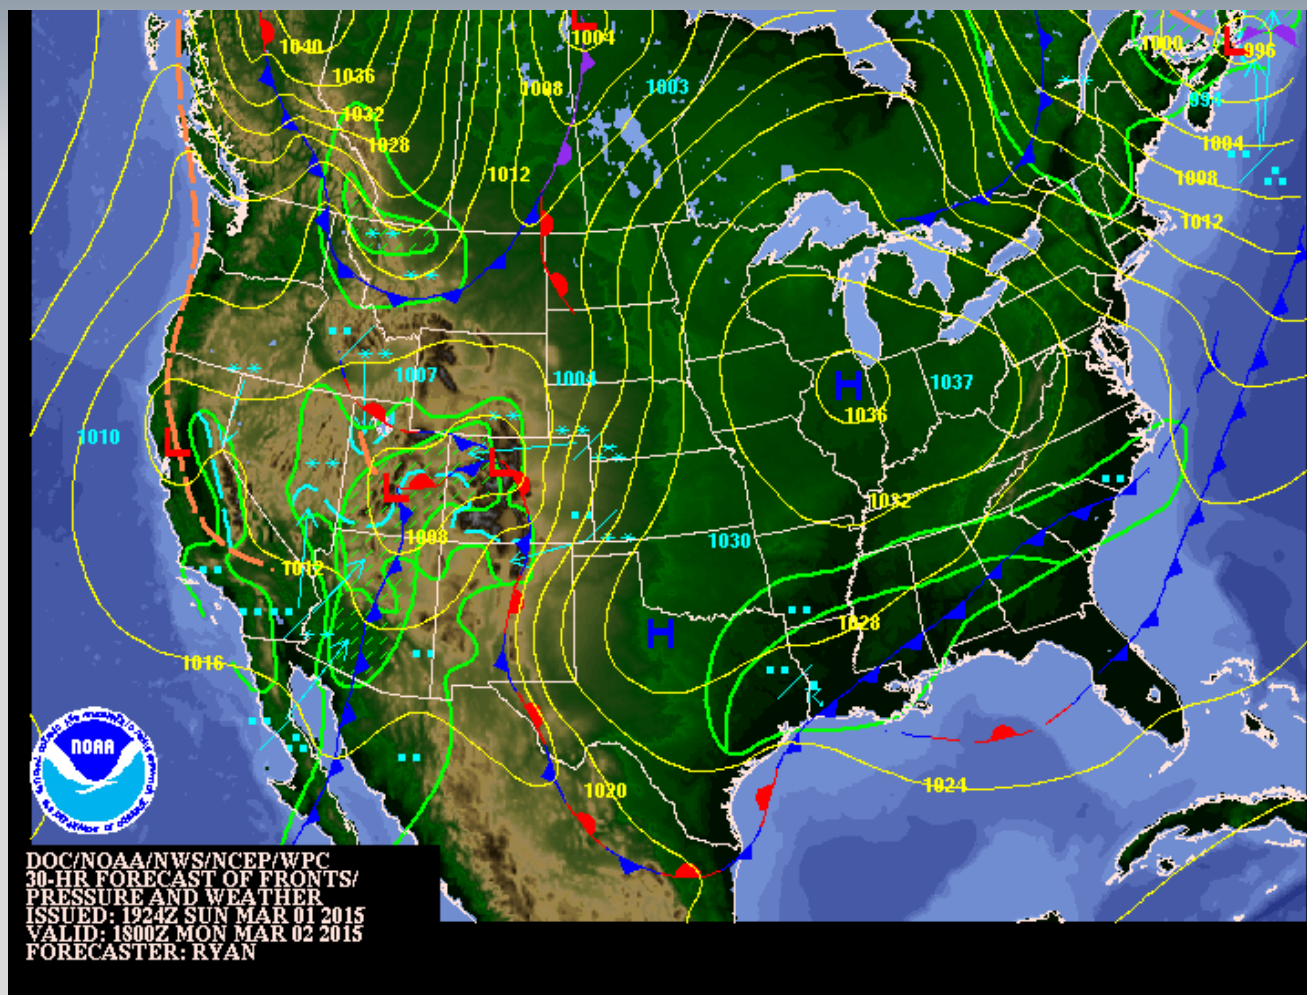 1040
1004
1000
L
L
996
1036
1008
1003
994
1032
1028
1004
1012
1008
1012
1007
1004
H
1037
1036
1010
L
L
L
1032
1008
1030
1012
H
1028
1016
NOAA
1020
1024
DOC/NOAA/NWS/NCEP/WPC
30-HR FORECAST OF FRONTS/
PRESSURE AND WEATHER
ISSUED: 1924Z SUN MAR 01 2015
VALID: 1800Z MON MAR 02 2015
FORECASTER: RYAN